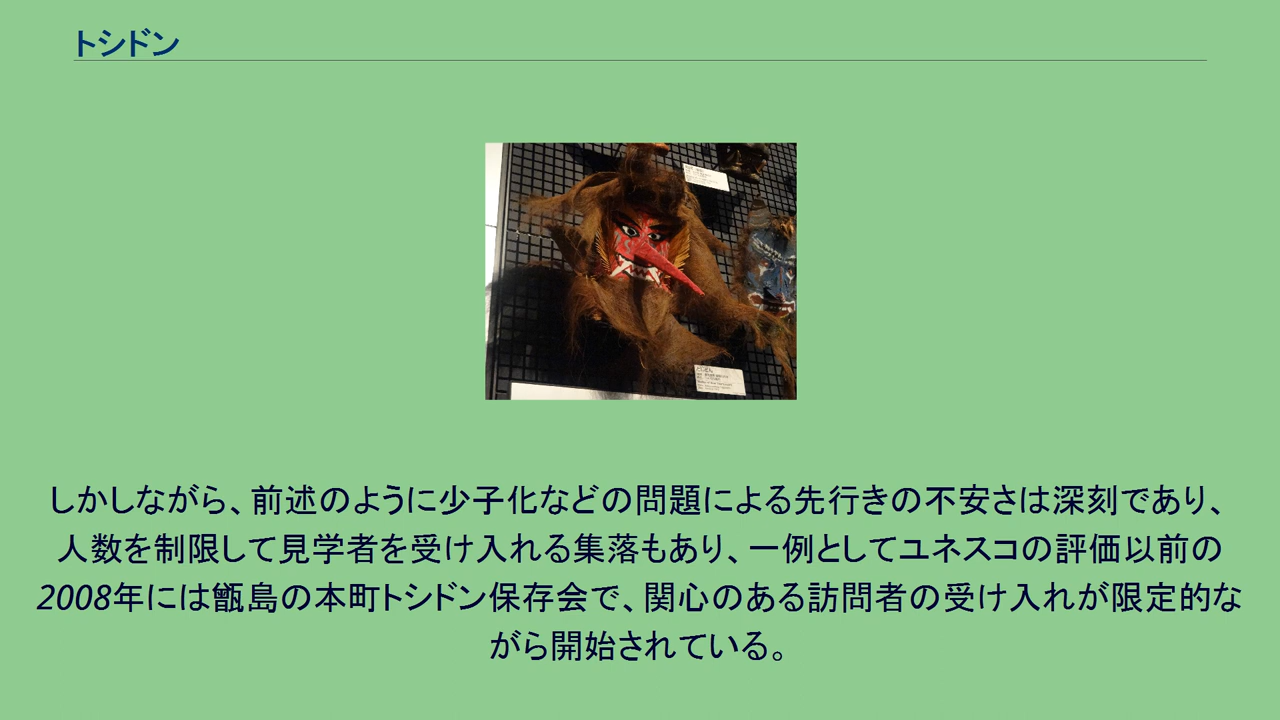 トシドン
としどん
しかしながら、前述のように少子化などの問題による先行きの不安さは深刻であり、
人数を制限して見学者を受け入れる集落もあり、一例としてユネスコの評価以前の
2008年には甑島の本町トシドン保存会で、関心のある訪問者の受け入れが限定的な
がら開始されている。